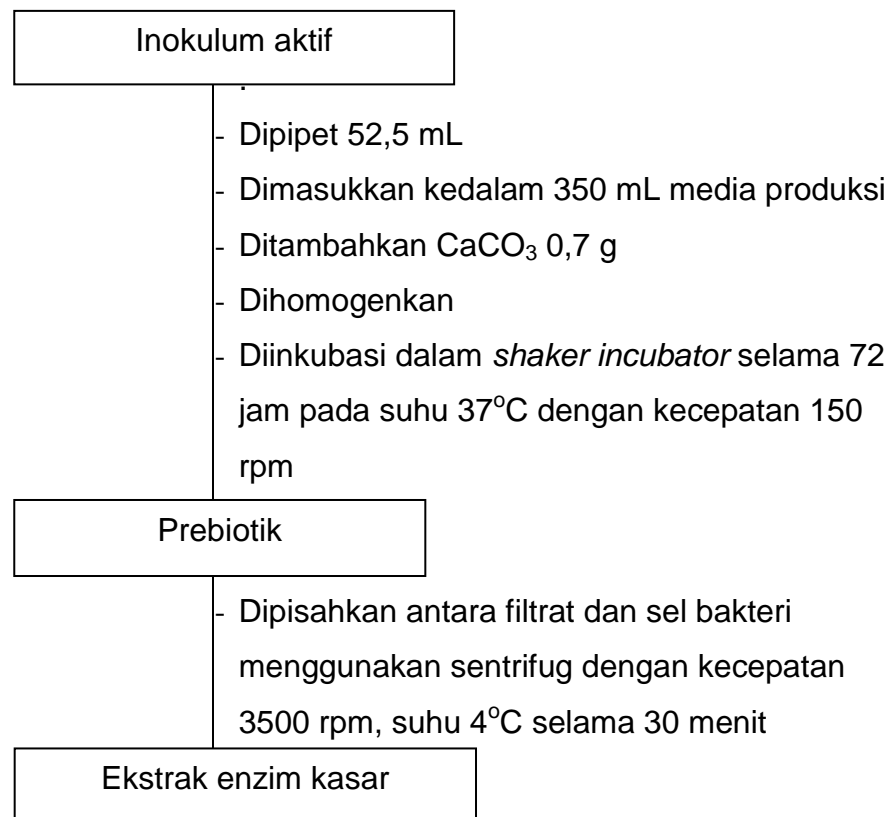 Inokulum aktif
.
- Dipipet 52,5 mL
- Dimasukkan kedalam 350 mL media produksi
- Ditambahkan CaCO₃ 0,7 g
- Dihomogenkan
- Diinkubasi dalam shaker incubator selama 72
jam pada suhu 37°C dengan kecepatan 150
rpm
Prebiotik
- Dipisahkan antara filtrat dan sel bakteri
menggunakan sentrifug dengan kecepatan
3500 rpm, suhu 4°C selama 30 menit
Ekstrak enzim kasar